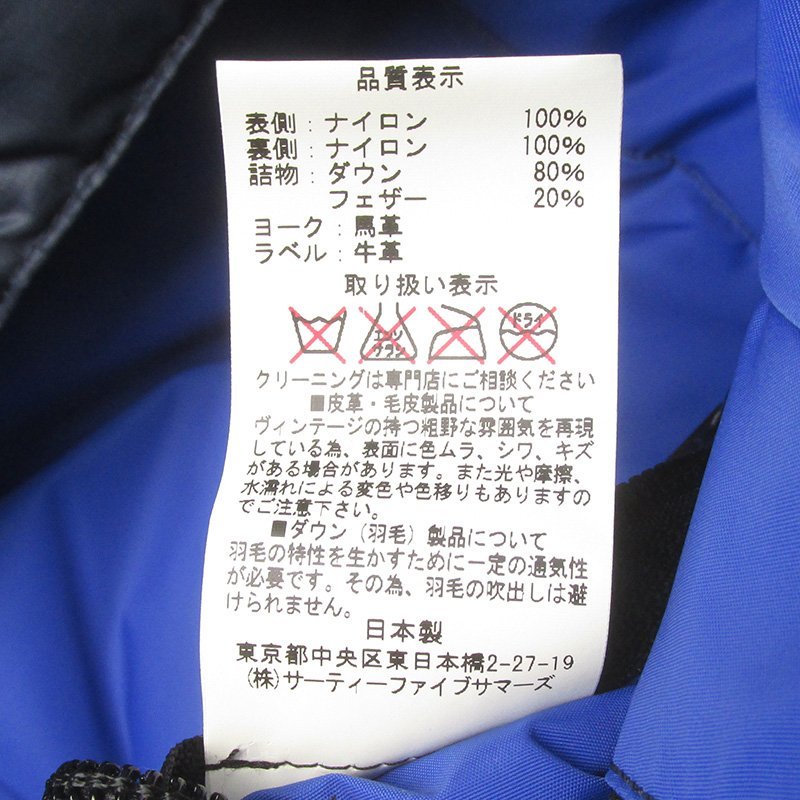 品質表示
表側：ナイロン 100%
裏側：ナイロン 100%
詰物：ダウン 80%
フェザー 20%
ヨーク：馬革
ラベル：牛革
取り扱い表示
エンソ
サラシ
ドライ
クリーニングは専門店にご相談ください
■皮革・毛皮製品について
ヴィンテージの持つ粗野な雰囲気を再現
している為、表面に色ムラ、シワ、キズ
がある場合があります。また光や摩擦、
水濡れによる変色や色移りもありますの
でご注意下さい。
■ダウン（羽毛）製品について
羽毛の特性を生かすために一定の通気性
が必要です。その為、羽毛の吹出しは避
けられません。
日本製
東京都中央区東日本橋2-27-19
(株)サーティーファイブサマーズ